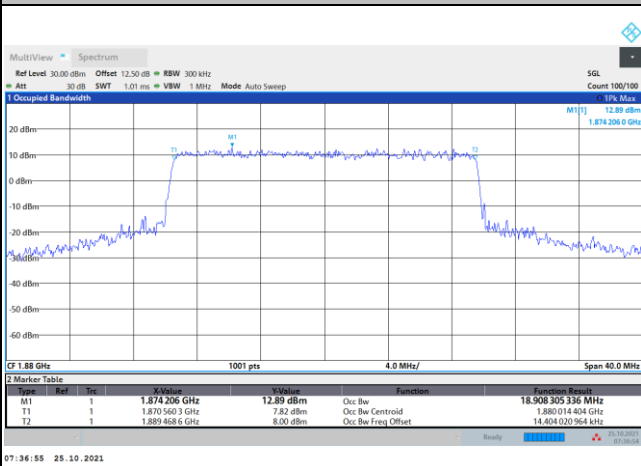 MultiView Spectrum
Ref Level 30.00 dBm Offset 12.50 dB RBW 300 kHz SGL
Att 30 dB SWT 1.01 ms VBW 1 MHz Mode Auto Sweep Count 100/100
1 Occupied Bandwidth 1Pk Max
M1[1] 12.89 dBm
1.874 206 0 GHz
20 dBm
M1
T1 T2
10 dBm
0 dBm
-10 dBm
-20 dBm
-30 dBm
-40 dBm
-50 dBm
-60 dBm
CF 1.88 GHz 1001 pts 4.0 MHz/ Span 40.0 MHz
2 Marker Table
Type Ref Trc X-Value Y-Value Function Function Result
M1 1 1.874 206 GHz 12.89 dBm Occ Bw 18.908 305 336 MHz
T1 1 1.870 560 3 GHz 7.82 dBm Occ Bw Centroid 1.880 014 404 GHz
T2 1 1.889 468 6 GHz 8.00 dBm Occ Bw Freq Offset 14.404 020 964 kHz
Ready 25.10.2021
07:36:54
07:36:55 25.10.2021